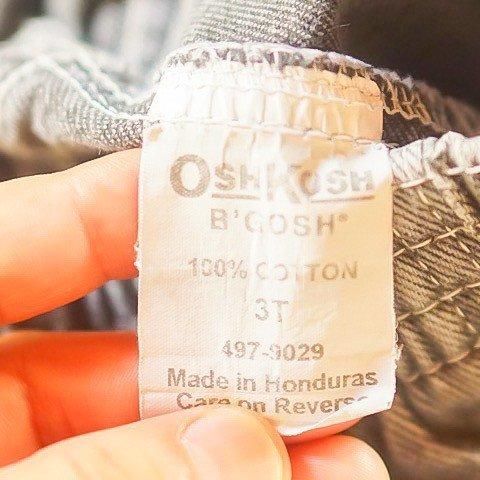 OSHKOSH
B'GOSH®
100% COTTON
3T
497-9029
Made in Honduras
Care on Reverse